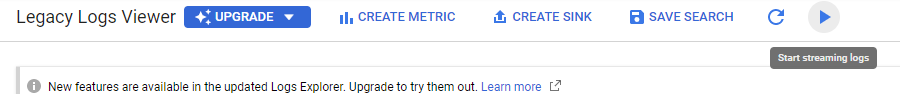 Legacy Logs Viewer UPGRADE CREATE METRIC CREATE SINK SAVE SEARCH
Start streaming logs
New features are available in the updated Logs Explorer. Upgrade to try them out. Learn more